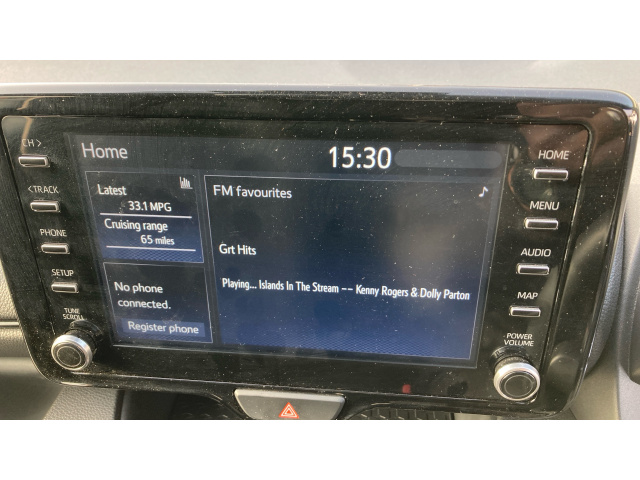 CH >
< TRACK
PHONE
SETUP
TUNE
SCROLL
Home
15:30
Latest
33.1 MPG
Cruising range
65 miles
No phone
connected.
Register phone
FM favourites
Grt Hits
Playing... Islands In The Stream -- Kenny Rogers & Dolly Parton
HOME
MENU
AUDIO
MAP
POWER
VOLUME